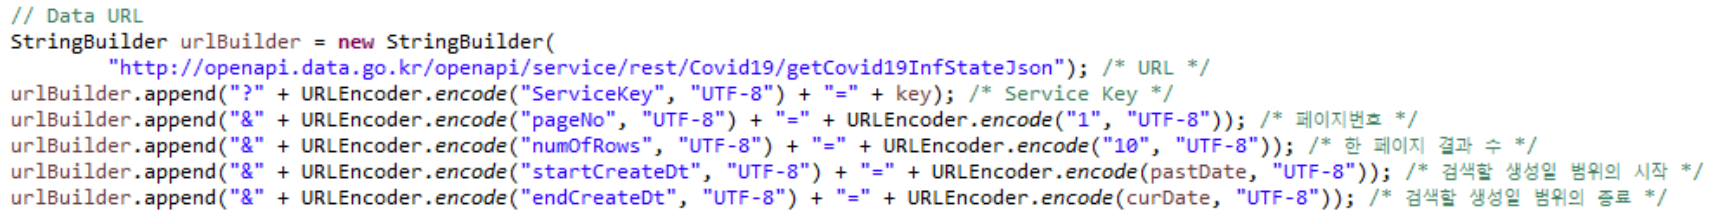 // Data URL
StringBuilder urlBuilder = new StringBuilder(
"http://openapi.data.go.kr/openapi/service/rest/Covid19/getCovid19InfStateJson"); /* URL */
urlBuilder.append("?" + URLEncoder.encode("ServiceKey", "UTF-8") + "=" + key); /* Service Key */
urlBuilder.append("&" + URLEncoder.encode("pageNo", "UTF-8") + "=" + URLEncoder.encode("1", "UTF-8")); /* 페이지번호 */
urlBuilder.append("&" + URLEncoder.encode("numOfRows", "UTF-8") + "=" + URLEncoder.encode("10", "UTF-8")); /* 한 페이지 결과 수 */
urlBuilder.append("&" + URLEncoder.encode("startCreateDt", "UTF-8") + "=" + URLEncoder.encode(pastDate, "UTF-8")); /* 검색할 생성일 범위의 시작 */
urlBuilder.append("&" + URLEncoder.encode("endCreateDt", "UTF-8") + "=" + URLEncoder.encode(curDate, "UTF-8")); /* 검색할 생성일 범위의 종료 */